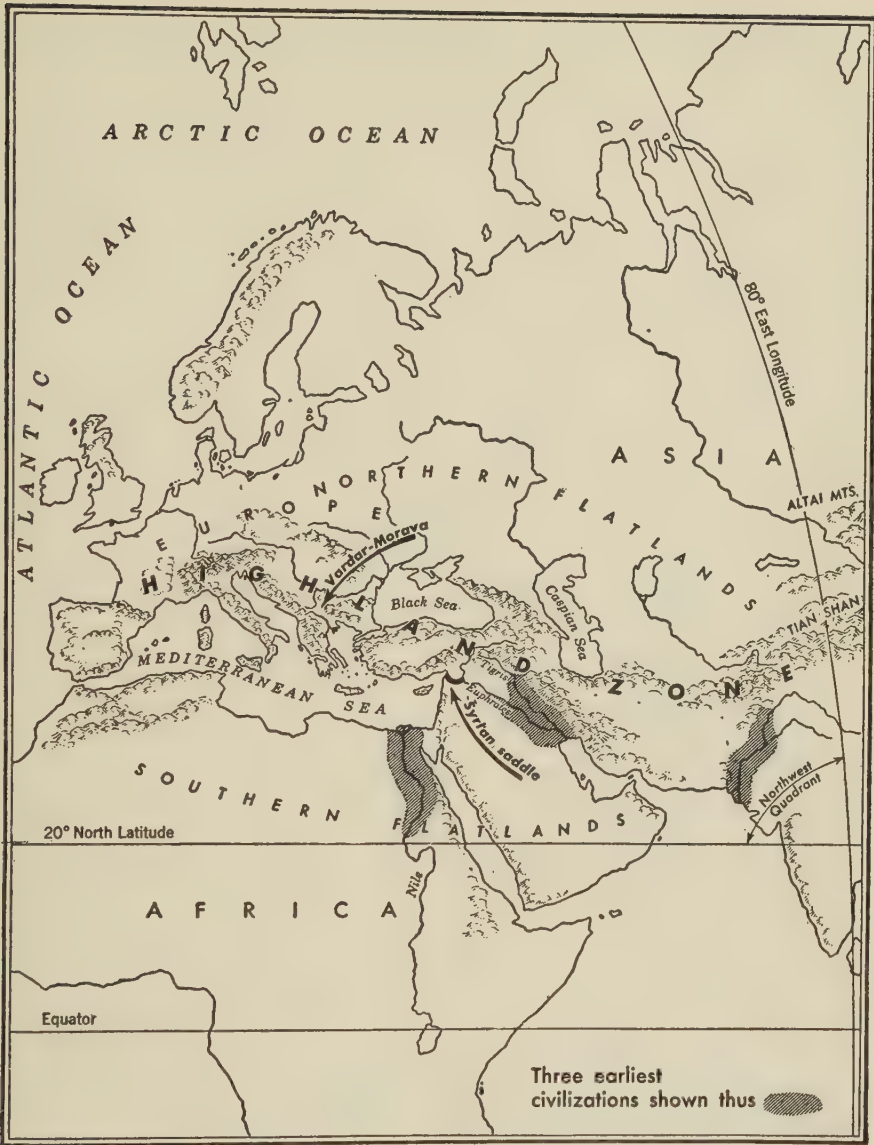 ARCTIC OCEAN
ATLANTIC OCEAN
80° East Longitude
ASIA
ALTAI MTS.
NORTHERN FLATLANDS
EUROPE
Vardar-Morava
HIGHLAND ZONE
Black Sea
Caspian Sea
TIAN SHAN
MEDITERRANEAN
SEA
Tigris
Euphrates
Syrian saddle
Northwest
Quadrant
SOUTHERN FLATLANDS
20° North Latitude
Nile
AFRICA
Equator
Three earliest
civilizations shown thus